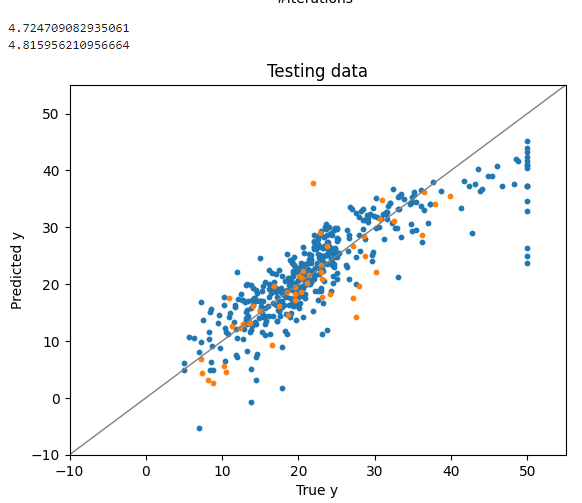 #iterations
4.724709082935061
4.815956210956664
Testing data
50
40
30
20
10
0
−10
Predicted y
−10 0 10 20 30 40 50
True y